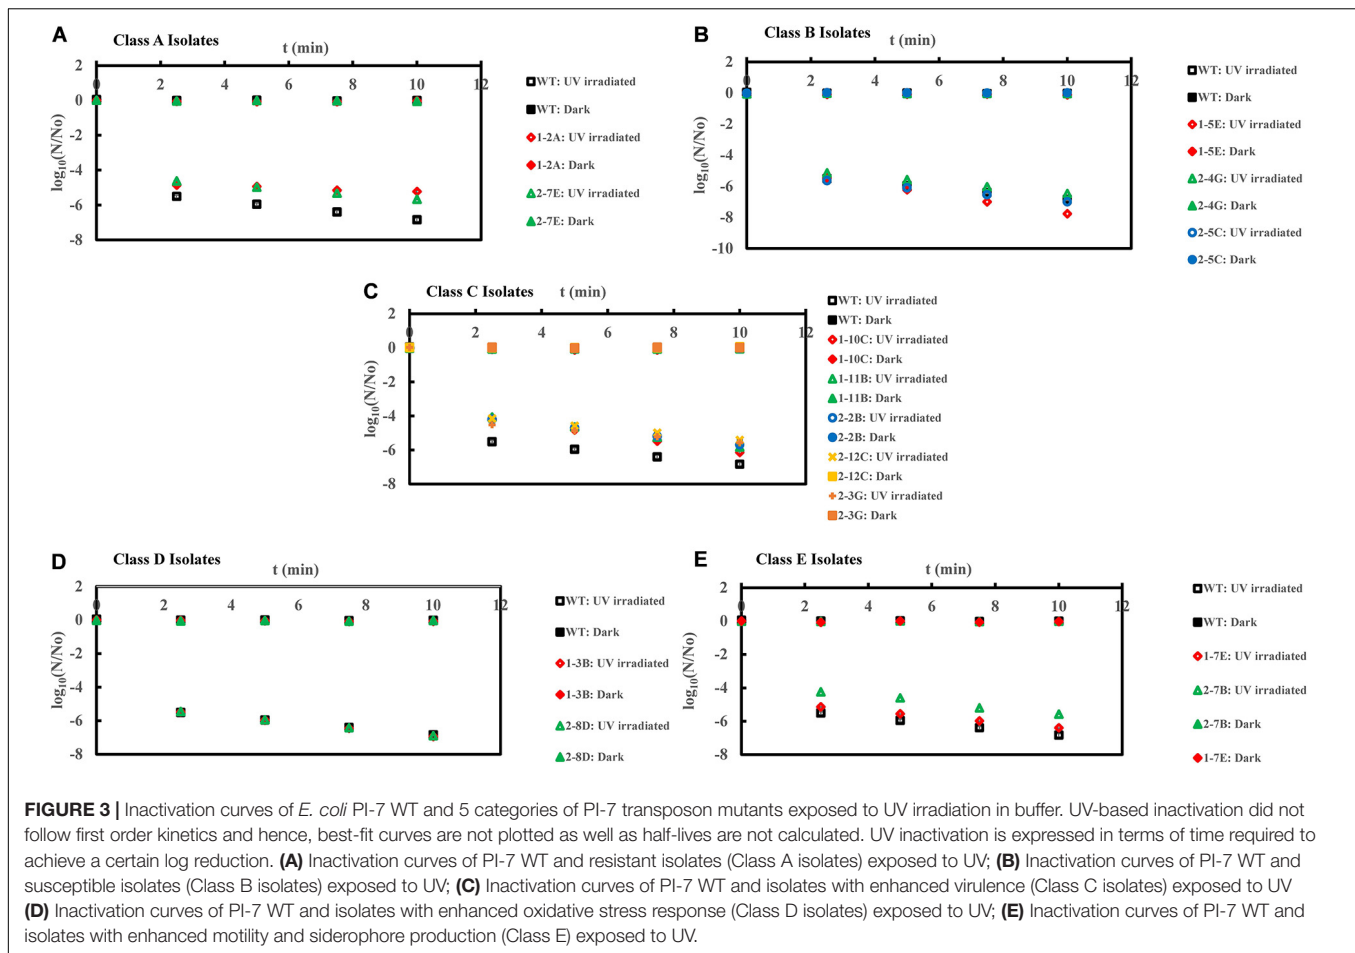 A
Class A Isolates
t (min)
2
0
-2
-4
-6
-8
0 2 4 6 8 10 12
log10(N/No)
WT: UV irradiated
WT: Dark
1-2A: UV irradiated
1-2A: Dark
2-7E: UV irradiated
2-7E: Dark
B
Class B Isolates
t (min)
2
0
-2
-4
-6
-8
-10
0 2 4 6 8 10 12
log10(N/No)
WT: UV irradiated
WT: Dark
1-5E: UV irradiated
1-5E: Dark
2-4G: UV irradiated
2-4G: Dark
2-5C: UV irradiated
2-5C: Dark
C
Class C Isolates
t (min)
2
0
-2
-4
-6
-8
0 2 4 6 8 10 12
log10(N/No)
WT: UV irradiated
WT: Dark
1-10C: UV irradiated
1-10C: Dark
1-11B: UV irradiated
1-11B: Dark
2-2B: UV irradiated
2-2B: Dark
2-12C: UV irradiated
2-12C: Dark
2-3G: UV irradiated
2-3G: Dark
D
Class D Isolates
t (min)
2
0
-2
-4
-6
-8
0 2 4 6 8 10 12
log10(N/No)
WT: UV irradiated
WT: Dark
1-3B: UV irradiated
1-3B: Dark
2-8D: UV irradiated
2-8D: Dark
E
Class E Isolates
t (min)
2
0
-2
-4
-6
-8
0 2 4 6 8 10 12
log10(N/No)
WT: UV irradiated
WT: Dark
1-7E: UV irradiated
2-7B: UV irradiated
2-7B: Dark
1-7E: Dark
FIGURE 3 | Inactivation curves of E. coli PI-7 WT and 5 categories of PI-7 transposon mutants exposed to UV irradiation in buffer. UV-based inactivation did not
follow first order kinetics and hence, best-fit curves are not plotted as well as half-lives are not calculated. UV inactivation is expressed in terms of time required to
achieve a certain log reduction. (A) Inactivation curves of PI-7 WT and resistant isolates (Class A isolates) exposed to UV; (B) Inactivation curves of PI-7 WT and
susceptible isolates (Class B isolates) exposed to UV; (C) Inactivation curves of PI-7 WT and isolates with enhanced virulence (Class C isolates) exposed to UV
(D) Inactivation curves of PI-7 WT and isolates with enhanced oxidative stress response (Class D isolates) exposed to UV; (E) Inactivation curves of PI-7 WT and
isolates with enhanced motility and siderophore production (Class E) exposed to UV.